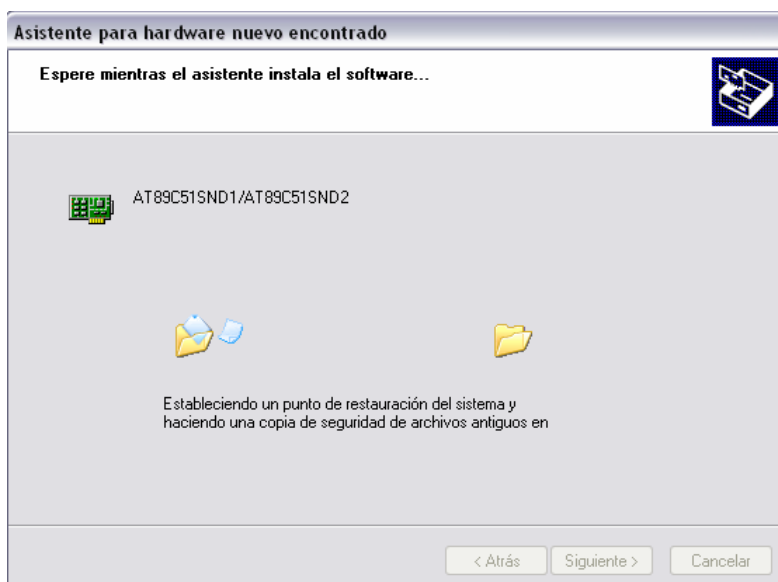 Asistente para hardware nuevo encontrado
Espere mientras el asistente instala el software...
AT89C51SND1/AT89C51SND2
Estableciendo un punto de restauración del sistema y
haciendo una copia de seguridad de archivos antiguos en
< Atrás Siguiente > Cancelar